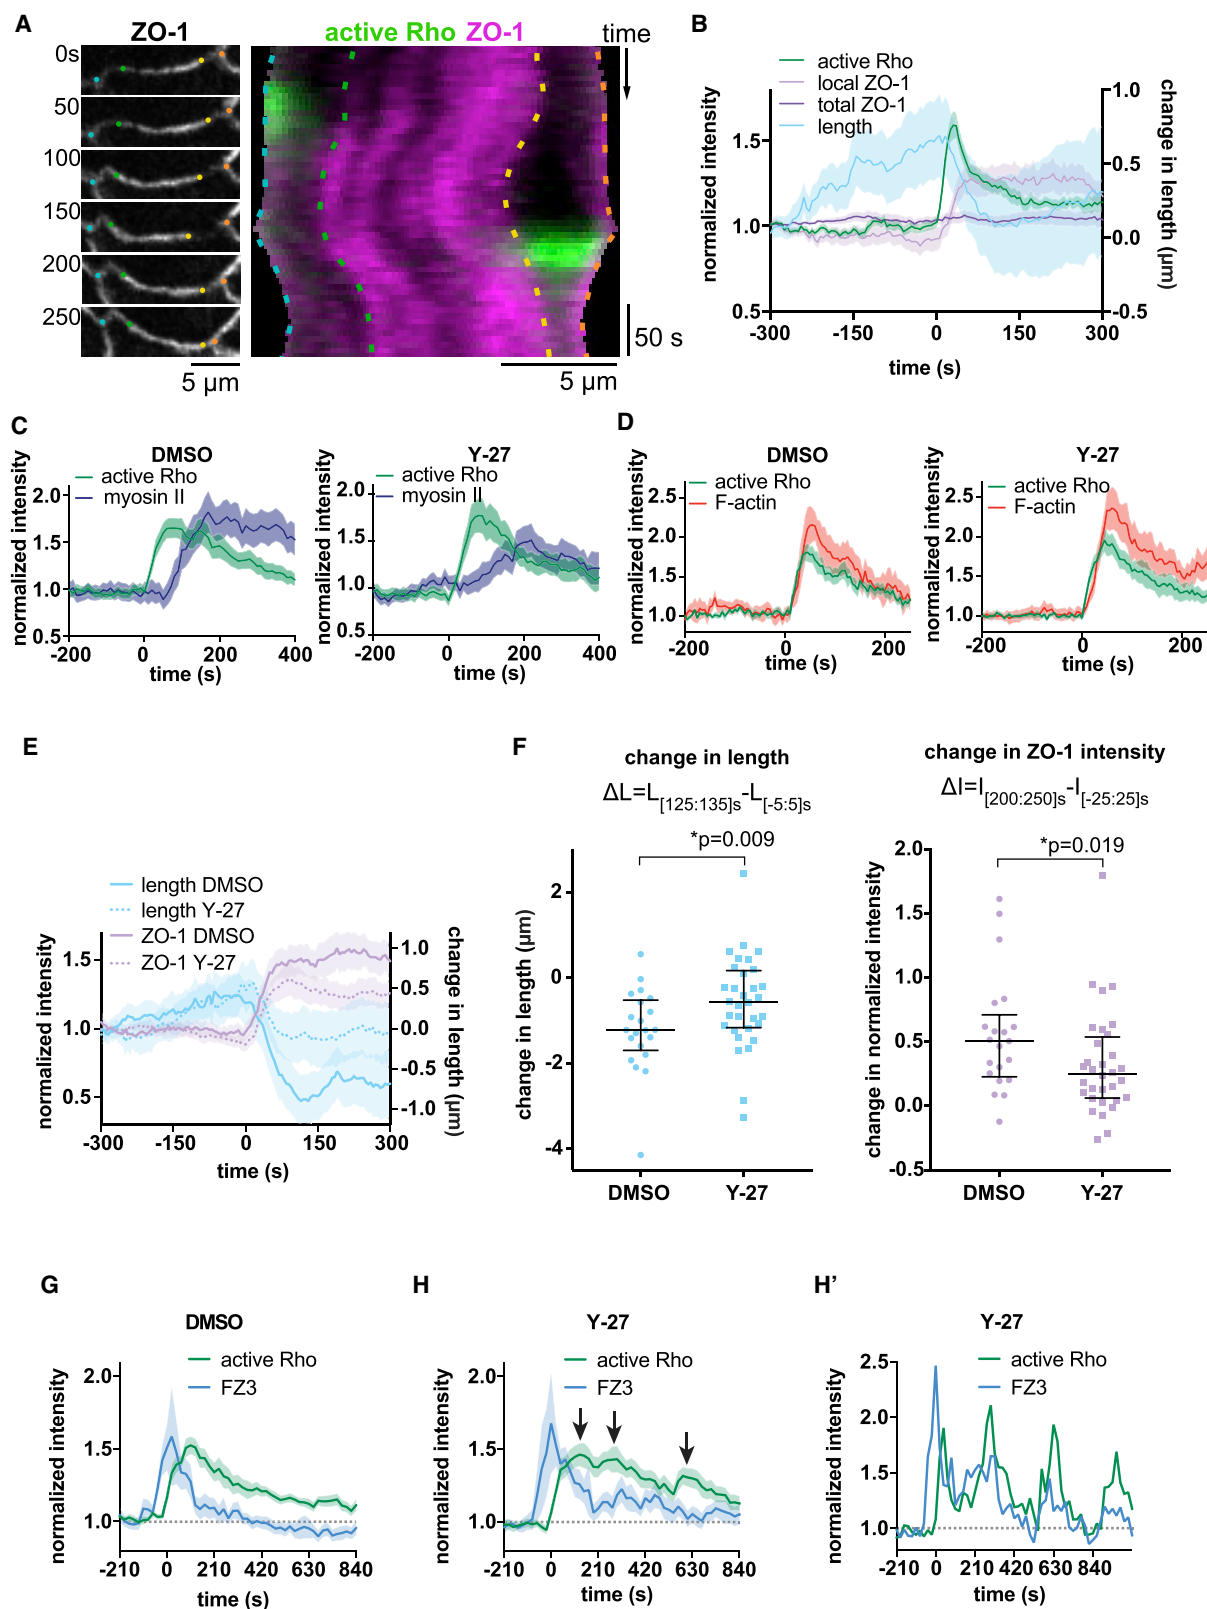 A
ZO-1
active Rho ZO-1
time
0s
50
100
150
200
250
50 s
5 µm
5 µm
B
active Rho
local ZO-1
total ZO-1
length
normalized intensity
1.5
1.0
0.5
1.0
0.5
0.0
-0.5
change in length (µm)
-300
-150
0
150
300
time (s)
C
DMSO
active Rho
myosin II
normalized intensity
2.0
1.5
1.0
0.5
-200
0
200
400
time (s)
Y-27
active Rho
myosin II
normalized intensity
2.0
1.5
1.0
0.5
-200
0
200
400
time (s)
D
DMSO
active Rho
F-actin
normalized intensity
2.5
2.0
1.5
1.0
-200
0
200
time (s)
Y-27
active Rho
F-actin
normalized intensity
2.5
2.0
1.5
1.0
-200
0
200
time (s)
E
length DMSO
length Y-27
ZO-1 DMSO
ZO-1 Y-27
normalized intensity
1.5
1.0
0.5
1.0
0.5
0.0
-0.5
-1.0
change in length (µm)
-300
-150
0
150
300
time (s)
F
change in length
ΔL=L[125:135]s-L[-5:5]s
*p=0.009
change in length (µm)
2
0
-2
-4
DMSO
Y-27
change in ZO-1 intensity
ΔI=I[200:250]s-I[-25:25]s
*p=0.019
change in normalized intensity
2.0
1.5
1.0
0.5
0.0
-0.5
DMSO
Y-27
G
DMSO
active Rho
FZ3
normalized intensity
2.0
1.5
1.0
-210
0
210
420
630
840
time (s)
H
Y-27
active Rho
FZ3
normalized intensity
2.0
1.5
1.0
-210
0
210
420
630
840
time (s)
H’
Y-27
active Rho
FZ3
normalized intensity
2.5
2.0
1.5
1.0
-210
0
210
420
630
840
time (s)